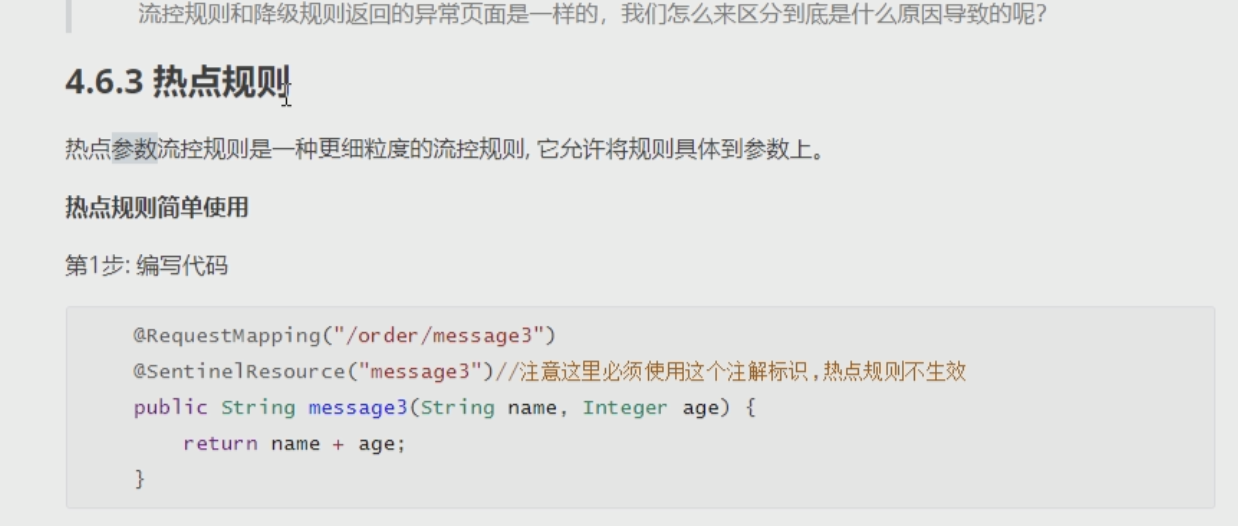 流控规则和降级规则返回的异常页面是一样的，我们怎么来区分到底是什么原因导致的呢？
4.6.3 热点规则
热点参数流控规则是一种更细粒度的流控规则, 它允许将规则具体到参数上。
热点规则简单使用
第1步: 编写代码
@RequestMapping("/order/message3")
@SentinelResource("message3")//注意这里必须使用这个注解标识,热点规则不生效
public String message3(String name, Integer age) {
return name + age;
}